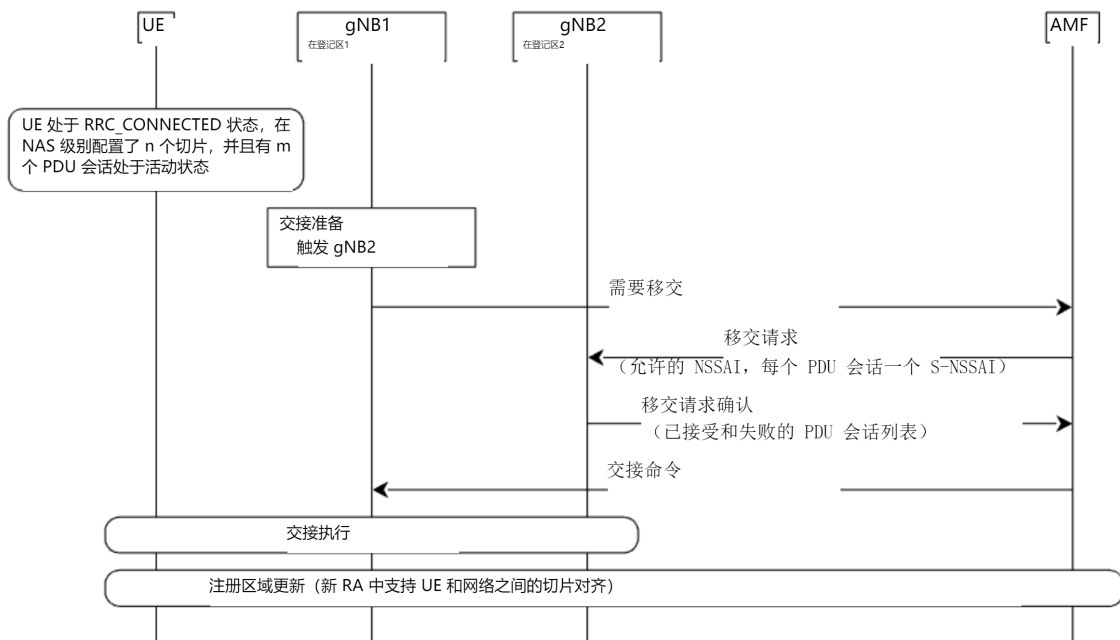 UE
gNB1
在登记区1
gNB2
在登记区2
AMF
UE 处于 RRC_CONNECTED 状态，在
NAS 级别配置了 n 个切片，并且有 m
个 PDU 会话处于活动状态
交接准备
触发 gNB2
需要移交
移交请求
（允许的 NSSAI，每个 PDU 会话一个 S-NSSAI）
移交请求确认
（已接受和失败的 PDU 会话列表）
交接命令
交接执行
注册区域更新（新 RA 中支持 UE 和网络之间的切片对齐）